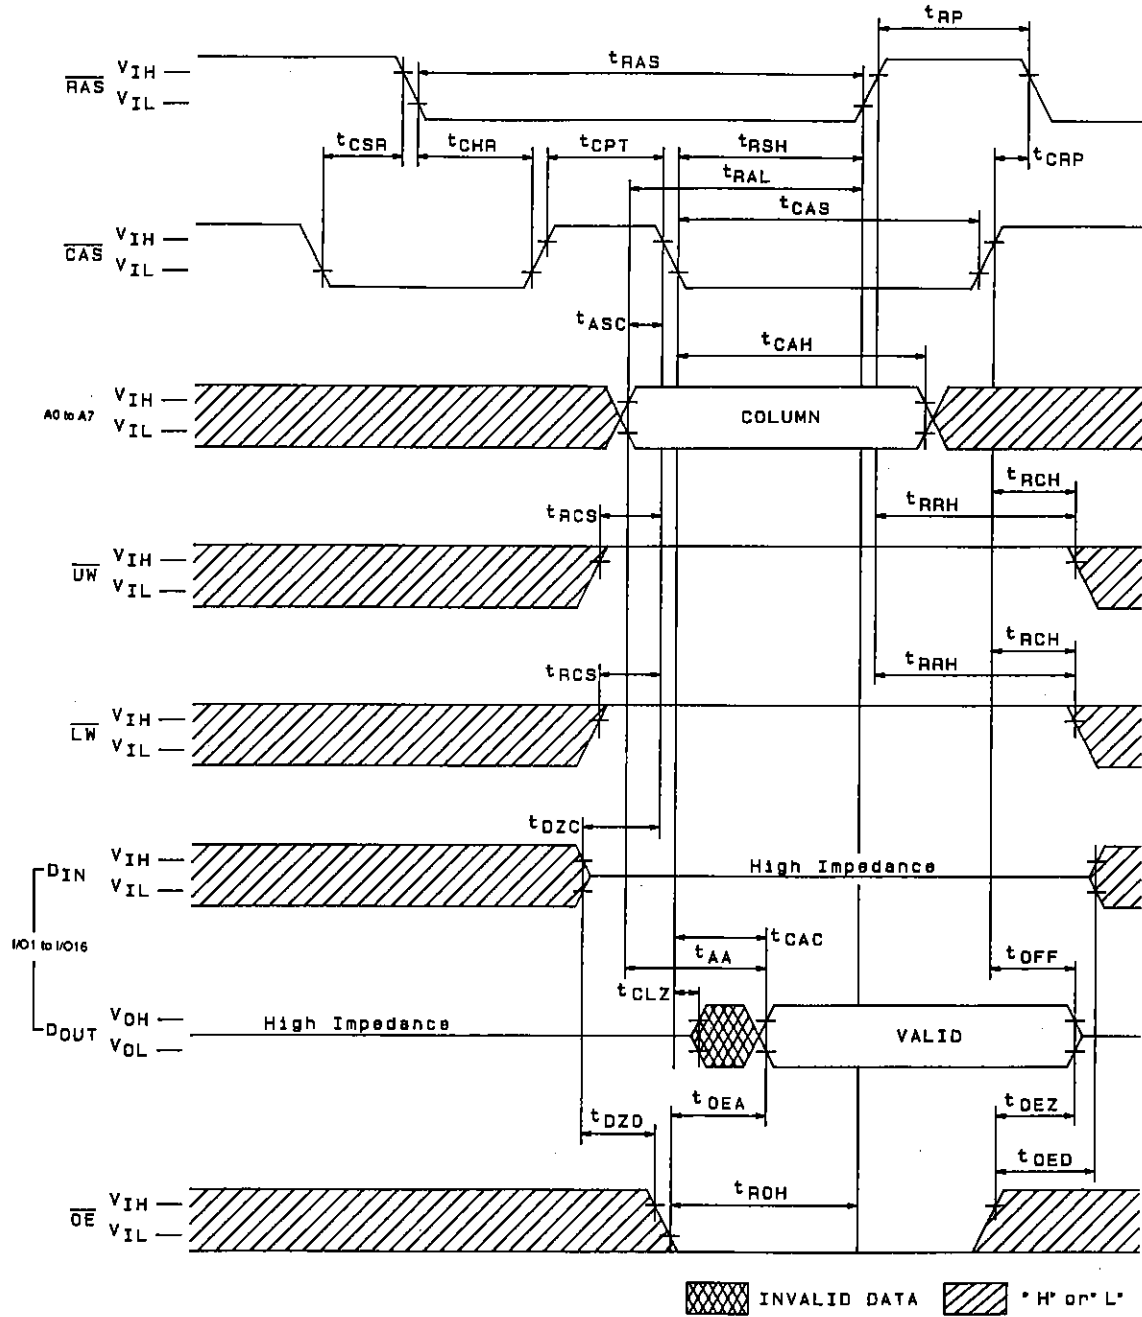 tRP
tRAS
RAS VIH
VIL
tCSR tCHR tCPT tRSH tCRP
tRAL
tCAS
CAS VIH
VIL
tASC
tCAH
A0 to A7 VIH
VIL
COLUMN
tRCH
tRCS tRRH
UW VIH
VIL
tRCH
tRCS tRRH
LW VIH
VIL
tDZC
DIN VIH
VIL
High Impedance
I/O1 to I/O16
tCAC
tAA tOFF
tCLZ
DOUT VOH
VOL
High Impedance
VALID
tOEA tOEZ
tDZO
tOED
tROH
OE VIH
VIL
INVALID DATA "H" or "L"